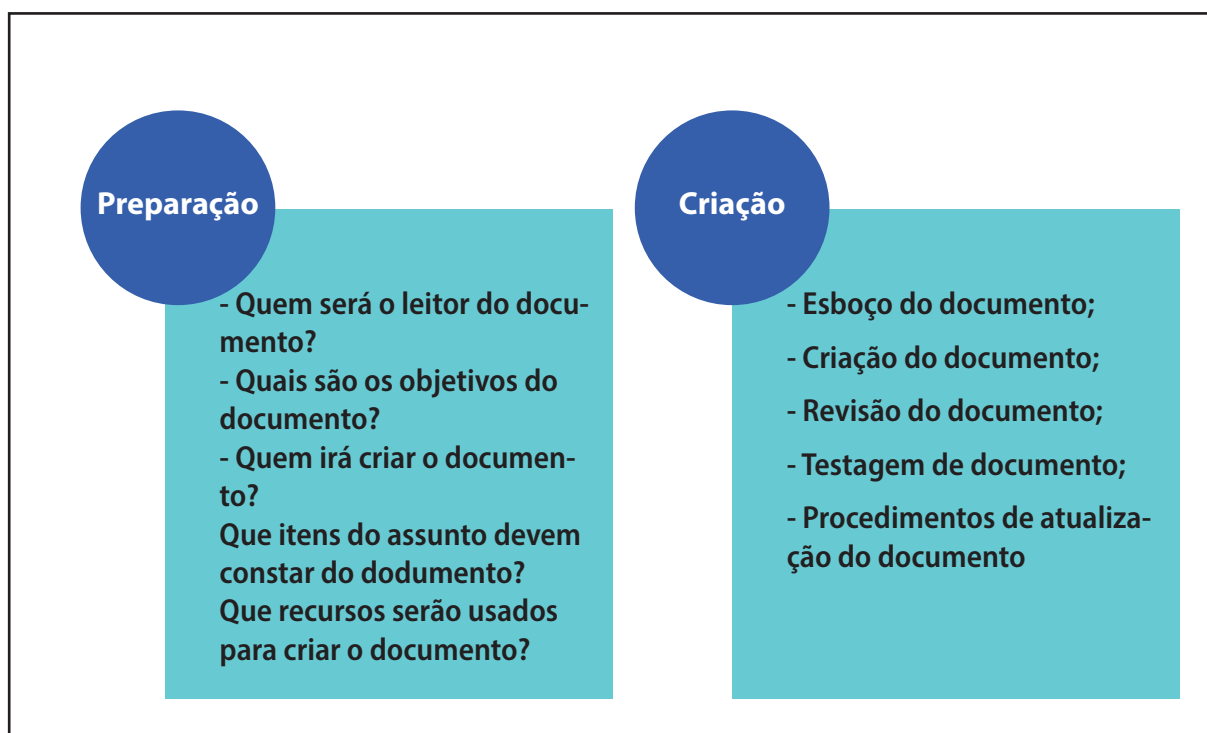 Preparação
- Quem será o leitor do docu-
mento?
- Quais são os objetivos do
documento?
- Quem irá criar o documen-
to?
Que itens do assunto devem
constar do dodumento?
Que recursos serão usados
para criar o documento?
Criação
- Esboço do documento;
- Criação do documento;
- Revisão do documento;
- Testagem de documento;
- Procedimentos de atualiza-
ção do documento